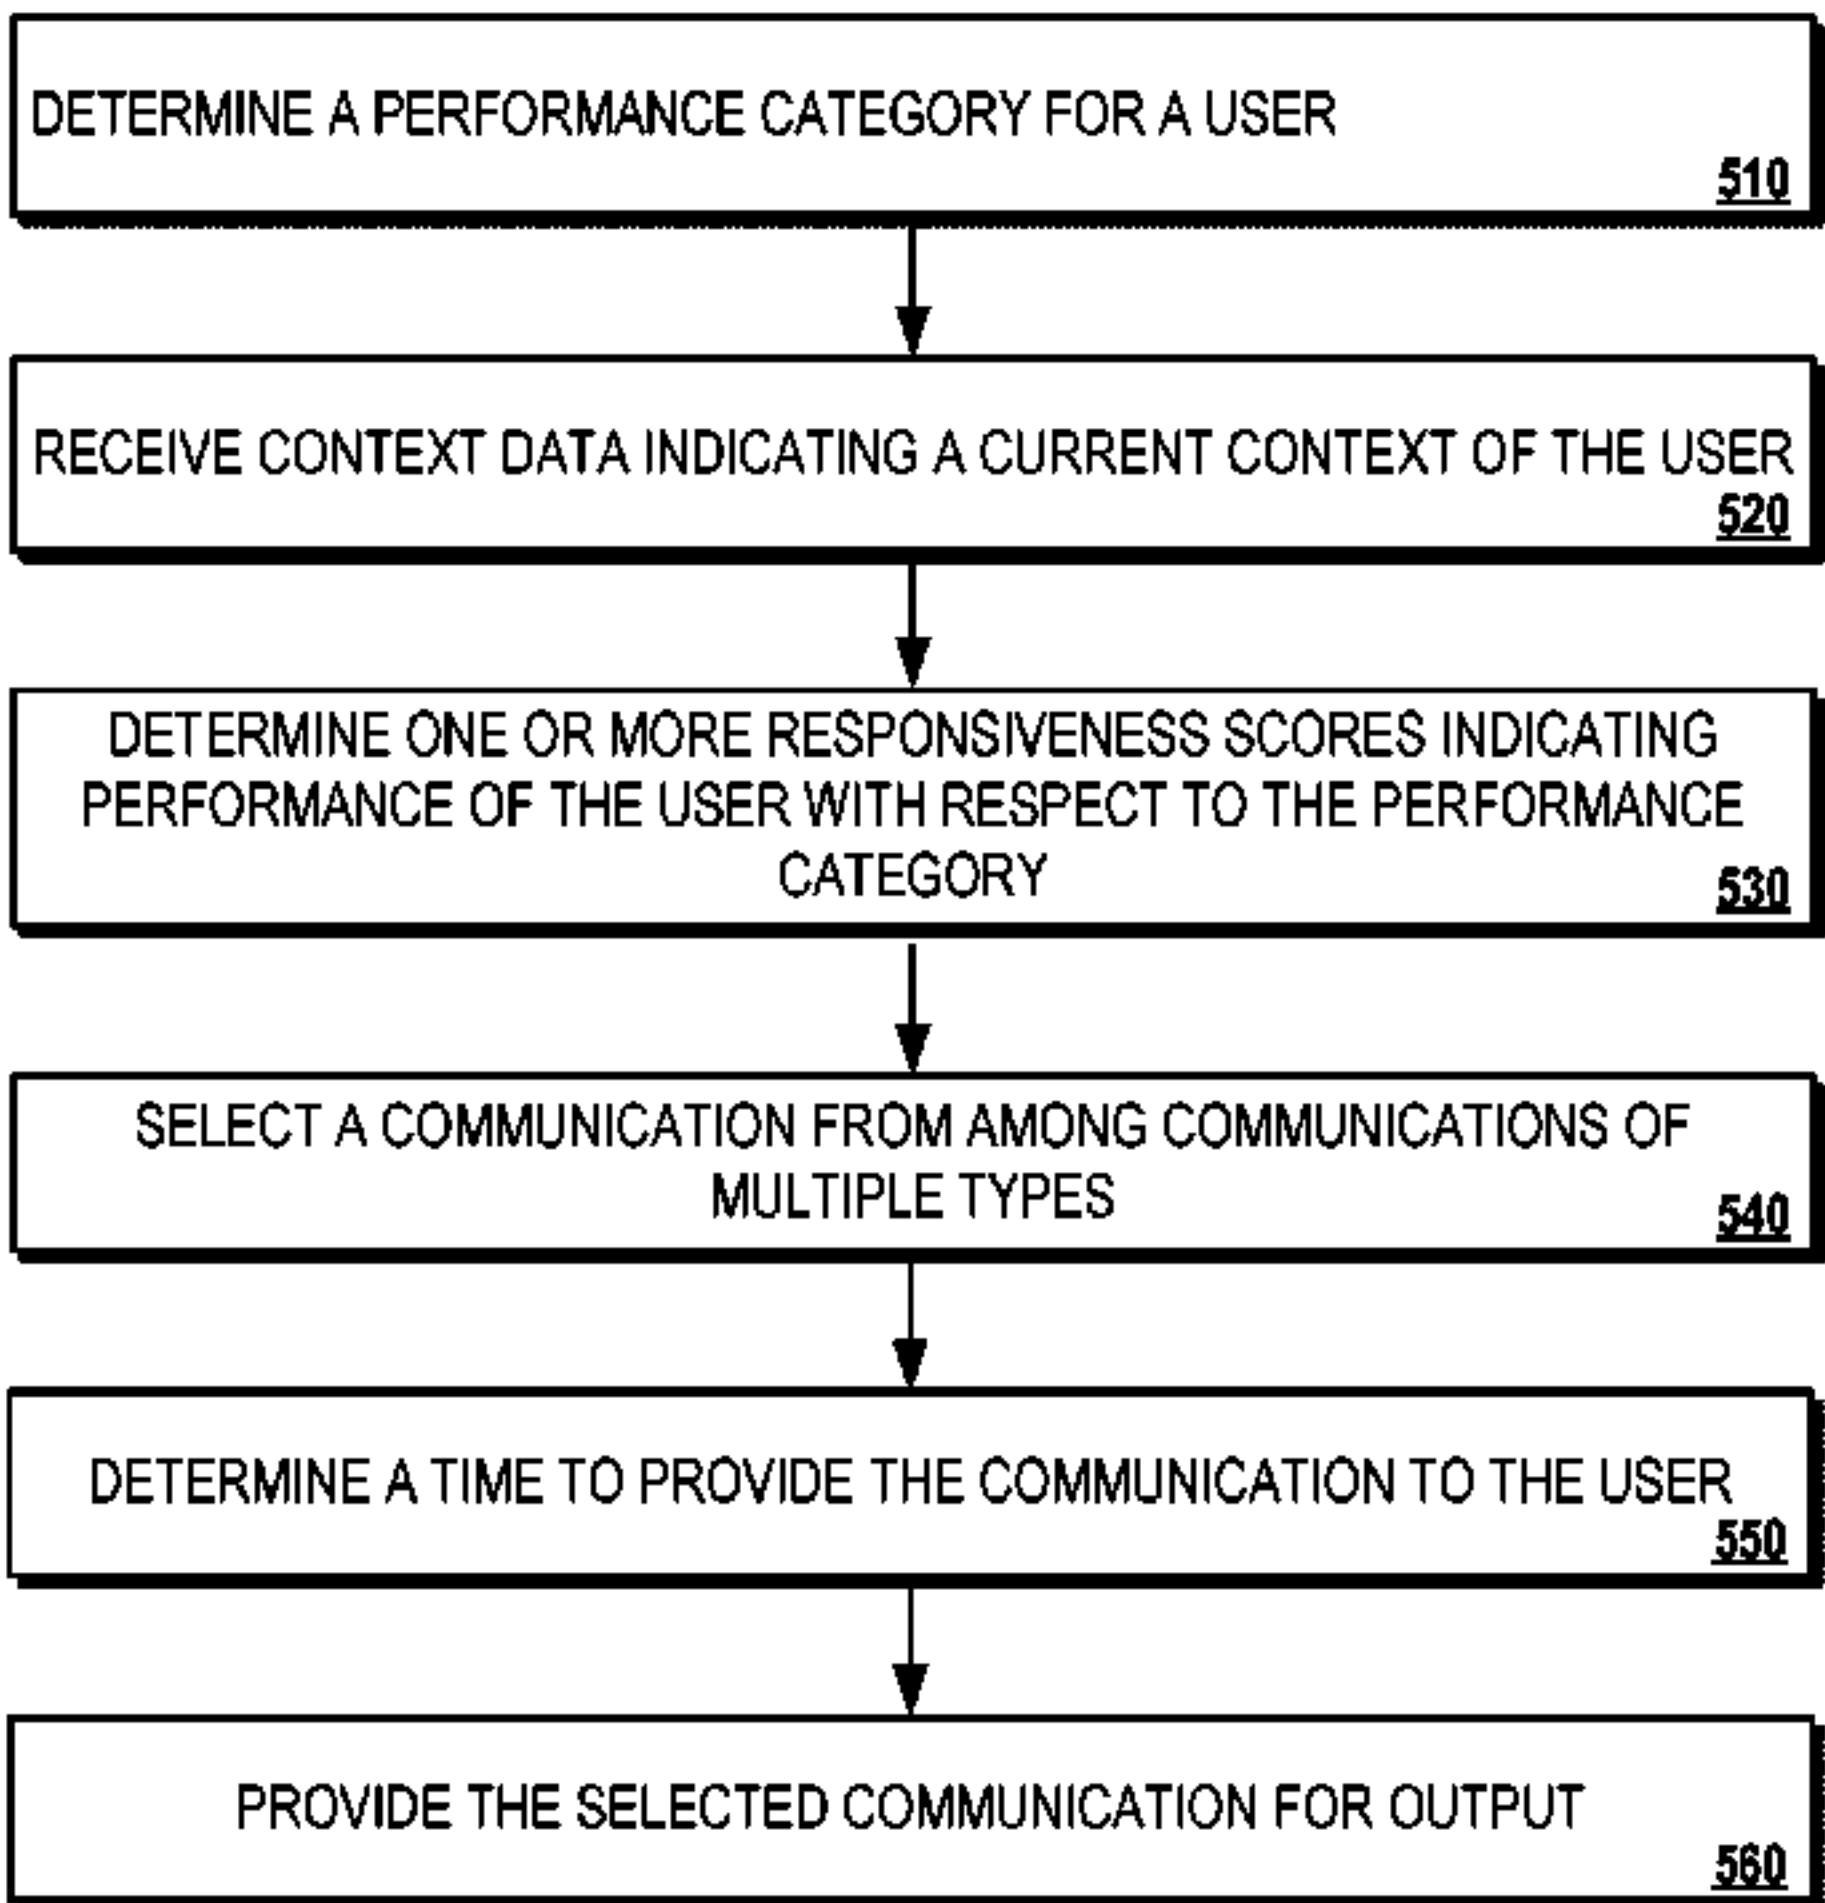 DETERMINE A PERFORMANCE CATEGORY FOR A USER
510
RECEIVE CONTEXT DATA INDICATING A CURRENT CONTEXT OF THE USER
520
DETERMINE ONE OR MORE RESPONSIVENESS SCORES INDICATING
PERFORMANCE OF THE USER WITH RESPECT TO THE PERFORMANCE
CATEGORY
530
SELECT A COMMUNICATION FROM AMONG COMMUNICATIONS OF
MULTIPLE TYPES
540
DETERMINE A TIME TO PROVIDE THE COMMUNICATION TO THE USER
550
PROVIDE THE SELECTED COMMUNICATION FOR OUTPUT
560